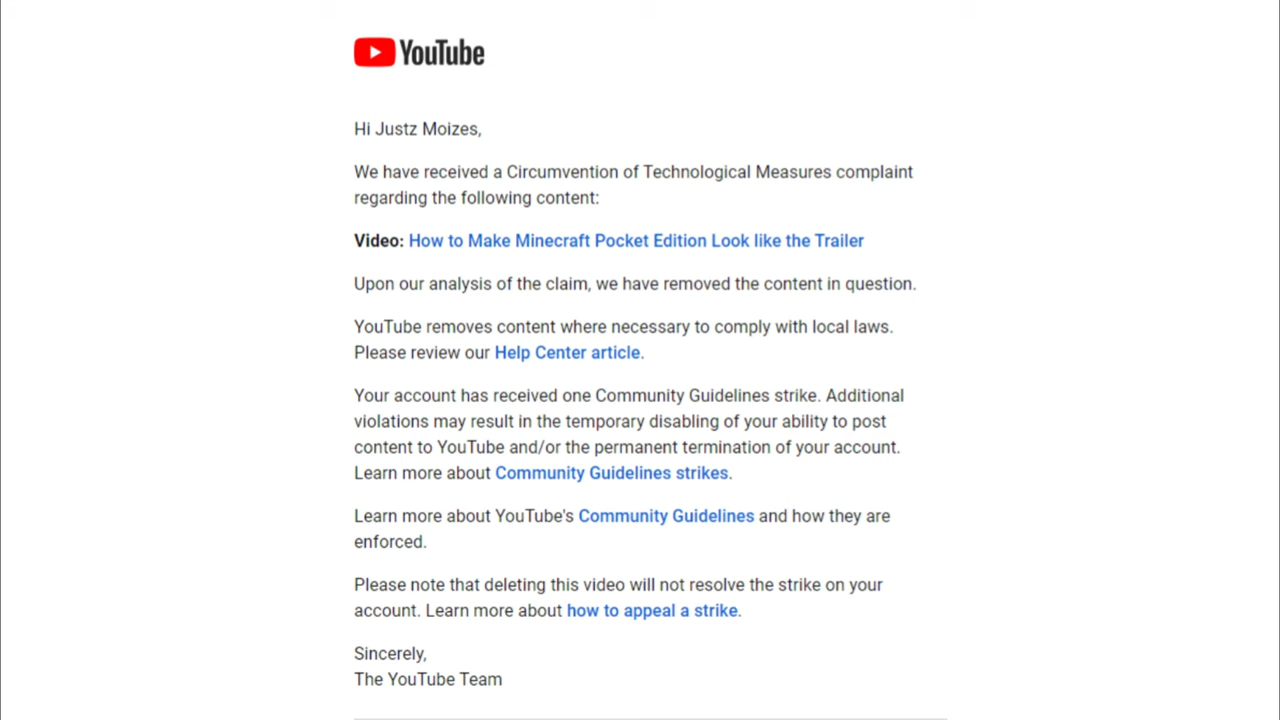 YouTube
Hi Justz Moizes,
We have received a Circumvention of Technological Measures complaint
regarding the following content:
Video: How to Make Minecraft Pocket Edition Look like the Trailer
Upon our analysis of the claim, we have removed the content in question.
YouTube removes content where necessary to comply with local laws.
Please review our Help Center article.
Your account has received one Community Guidelines strike. Additional
violations may result in the temporary disabling of your ability to post
content to YouTube and/or the permanent termination of your account.
Learn more about Community Guidelines strikes.
Learn more about YouTube's Community Guidelines and how they are
enforced.
Please note that deleting this video will not resolve the strike on your
account. Learn more about how to appeal a strike.
Sincerely,
The YouTube Team